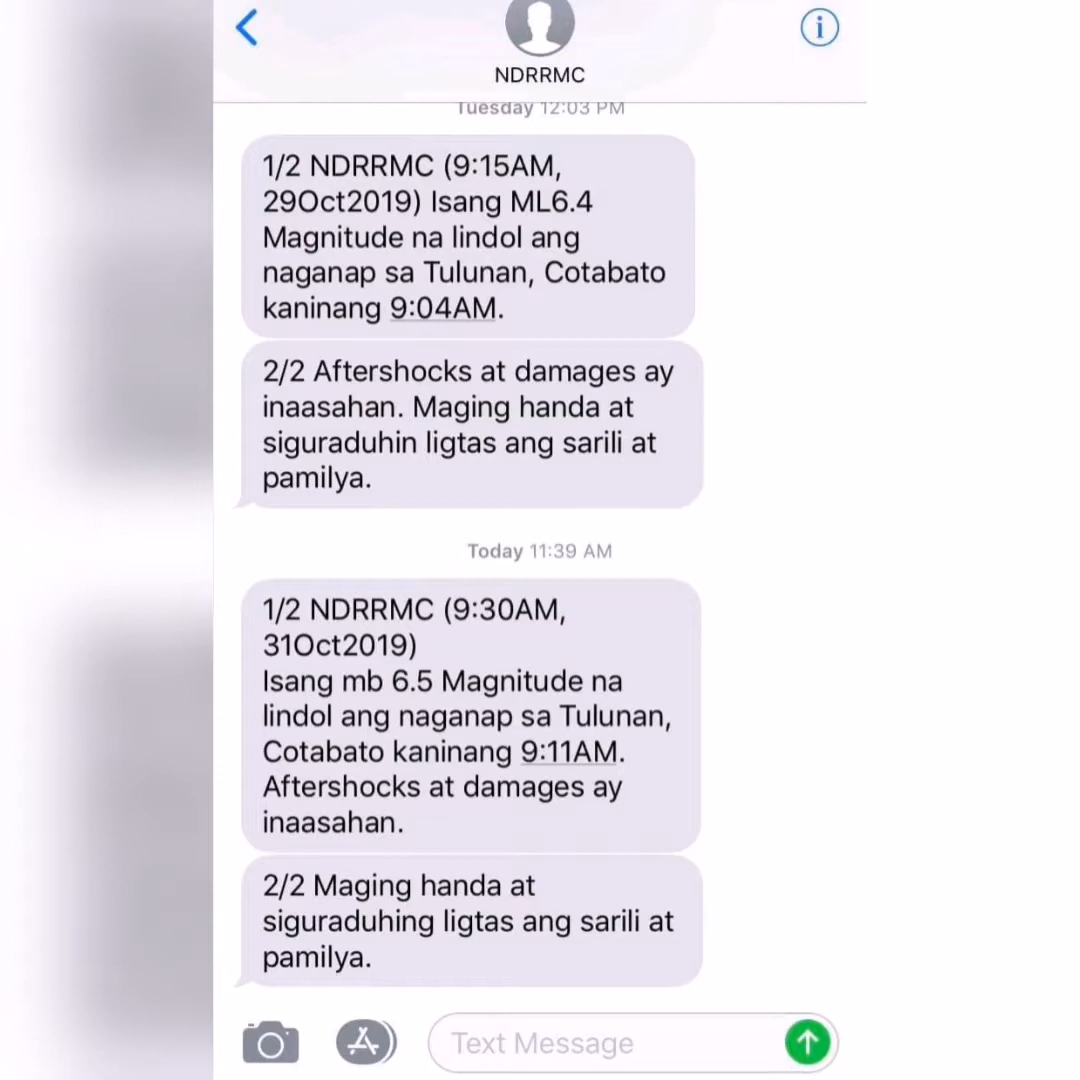 NDRRMC
Tuesday 12:03 PM
1/2 NDRRMC (9:15AM,
29Oct2019) Isang ML6.4
Magnitude na lindol ang
naganap sa Tulunan, Cotabato
kaninang 9:04AM.
2/2 Aftershocks at damages ay
inaasahan. Maging handa at
siguraduhin ligtas ang sarili at
pamilya.
Today 11:39 AM
1/2 NDRRMC (9:30AM,
31Oct2019)
Isang mb 6.5 Magnitude na
lindol ang naganap sa Tulunan,
Cotabato kaninang 9:11AM.
Aftershocks at damages ay
inaasahan.
2/2 Maging handa at
siguraduhing ligtas ang sarili at
pamilya.
Text Message